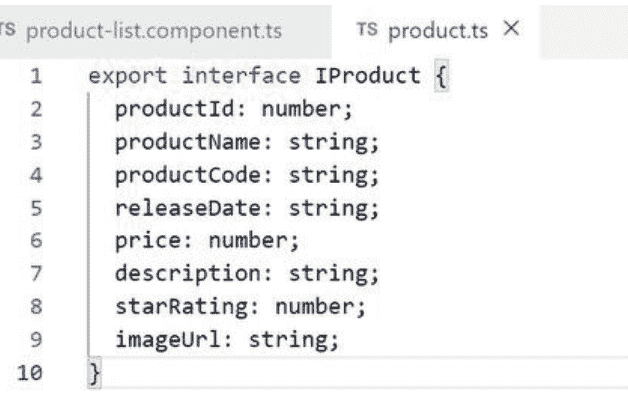 TS product-list.component.ts TS product.ts ×
1 export interface IProduct {
2 productId: number;
3 productName: string;
4 productCode: string;
5 releaseDate: string;
6 price: number;
7 description: string;
8 starRating: number;
9 imageUrl: string;
10 }